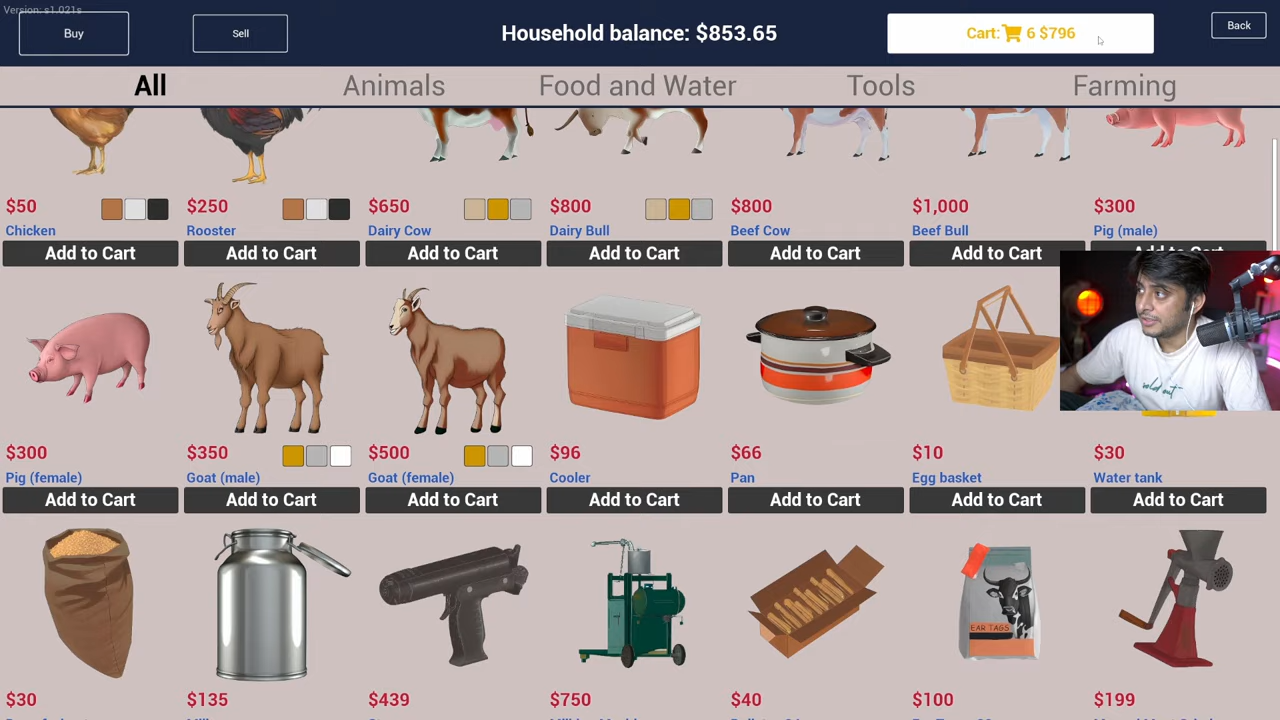 Version: s1.021s
Buy
Sell
Household balance: $853.65
Cart: 6 $796
Back
All
Animals
Food and Water
Tools
Farming
$50
Chicken
Add to Cart
$250
Rooster
Add to Cart
$650
Dairy Cow
Add to Cart
$800
Dairy Bull
Add to Cart
$800
Beef Cow
Add to Cart
$1,000
Beef Bull
Add to Cart
$300
Pig (male)
Add to Cart
$300
Pig (female)
Add to Cart
$350
Goat (male)
Add to Cart
$500
Goat (female)
Add to Cart
$96
Cooler
Add to Cart
$66
Pan
Add to Cart
$10
Egg basket
Add to Cart
$30
Water tank
Add to Cart
$30
$135
$439
$750
$40
EAR TAGS
$100
$199